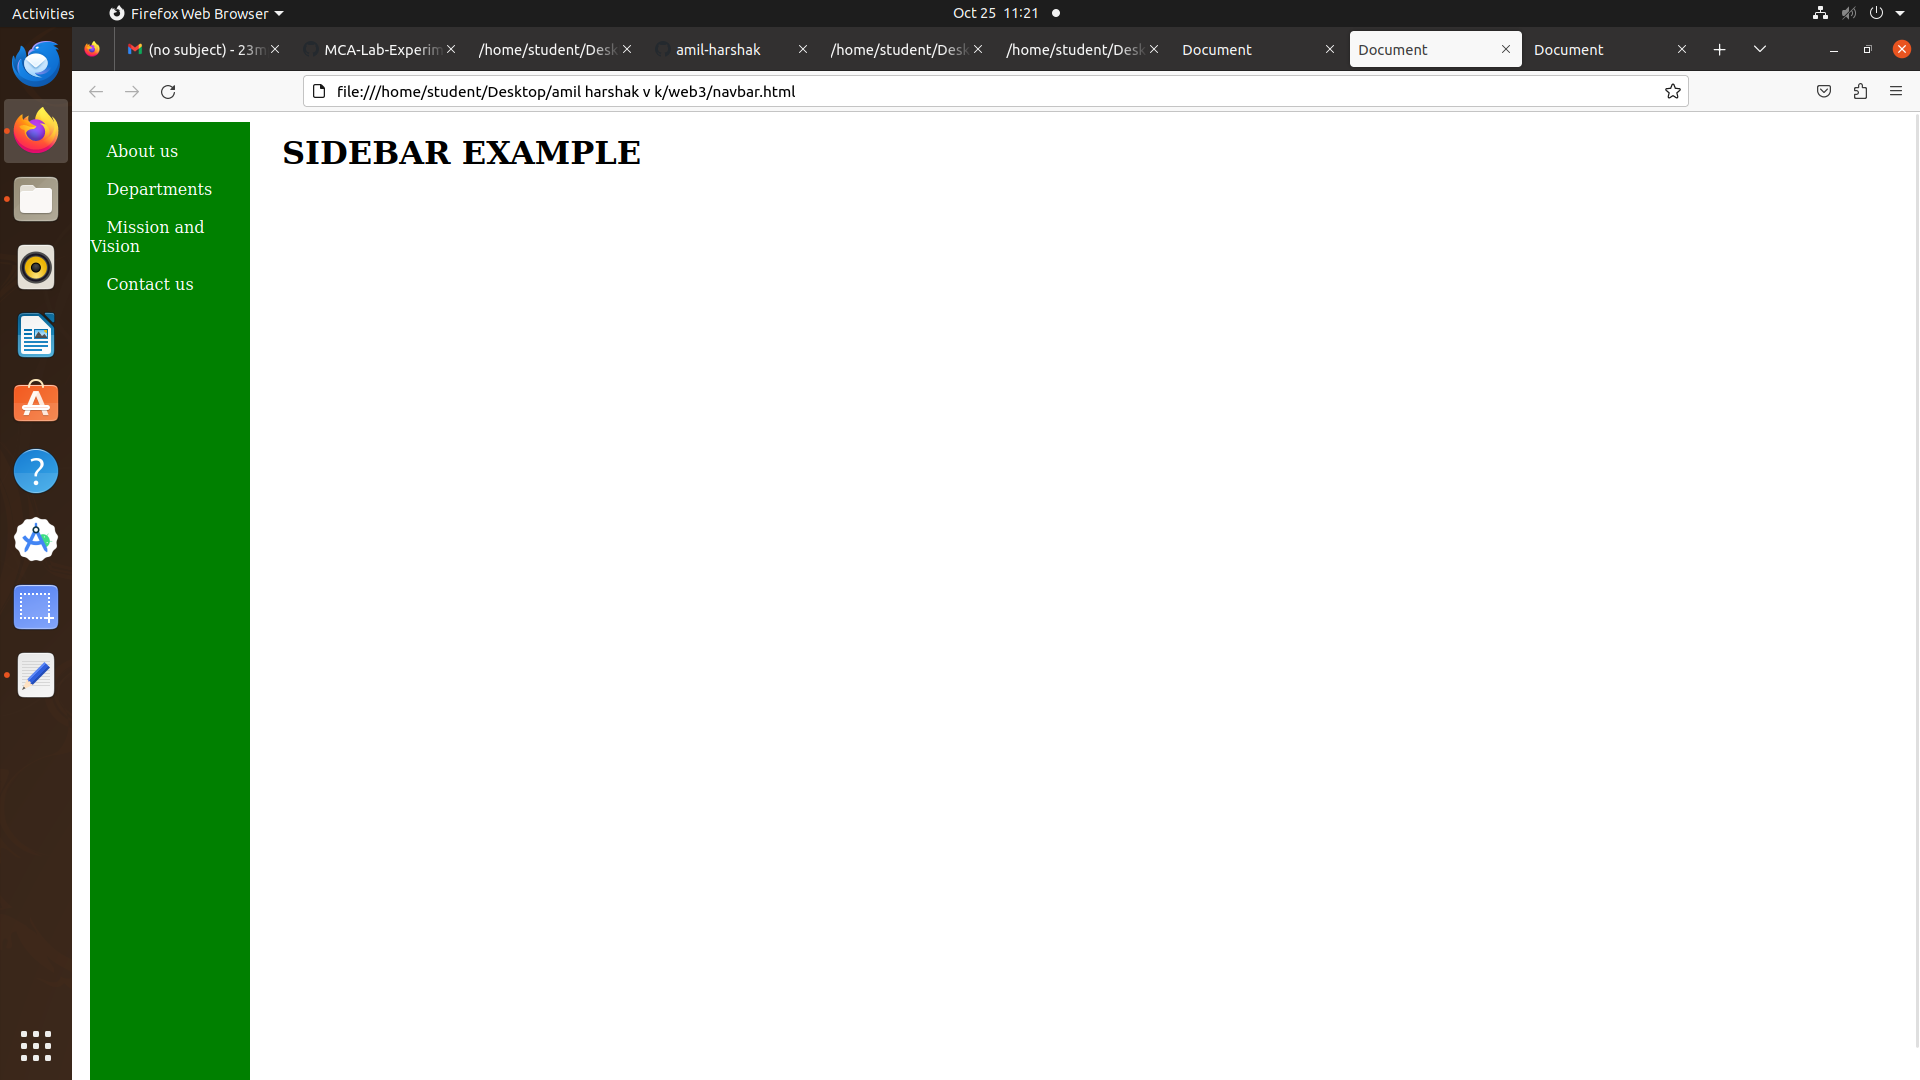 Activities
Firefox Web Browser
Oct 25 11:21
(no subject) - 23m
MCA-Lab-Experim
/home/student/Desk
amil-harshak
/home/student/Desk
/home/student/Desk
Document
Document
Document
file:///home/student/Desktop/amil harshak v k/web3/navbar.html
About us
Departments
Mission and
Vision
Contact us
SIDEBAR EXAMPLE